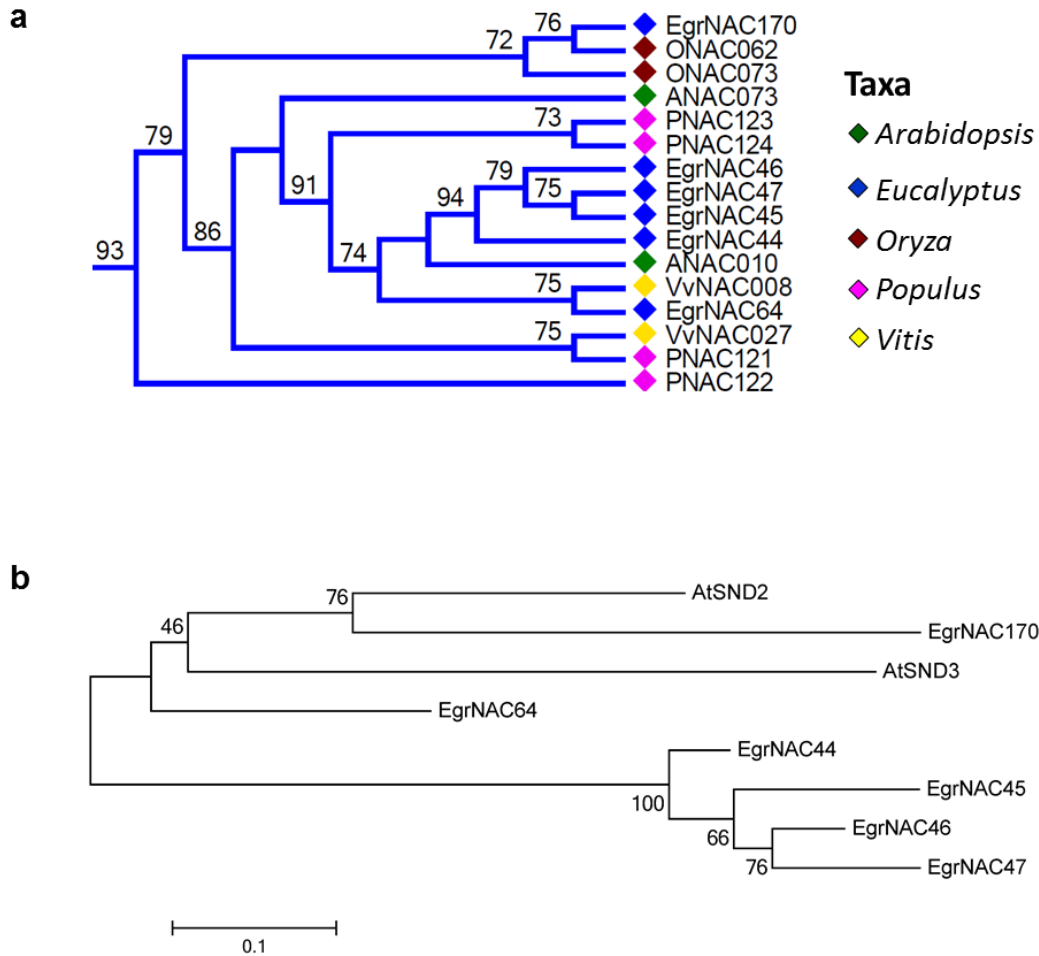 a
76
EgrNAC170
72
ONAC062
ONAC073
ANAC073
73
PNAC123
79
PNAC124
79
EgrNAC46
91
94
75
EgrNAC47
EgrNAC45
86
EgrNAC44
93
74
ANAC010
75
VvNAC008
EgrNAC64
75
VvNAC027
PNAC121
PNAC122
Taxa
Arabidopsis
Eucalyptus
Oryza
Populus
Vitis
b
76
AtSND2
46
EgrNAC170
AtSND3
EgrNAC64
EgrNAC44
100
EgrNAC45
66
EgrNAC46
76
EgrNAC47
0.1